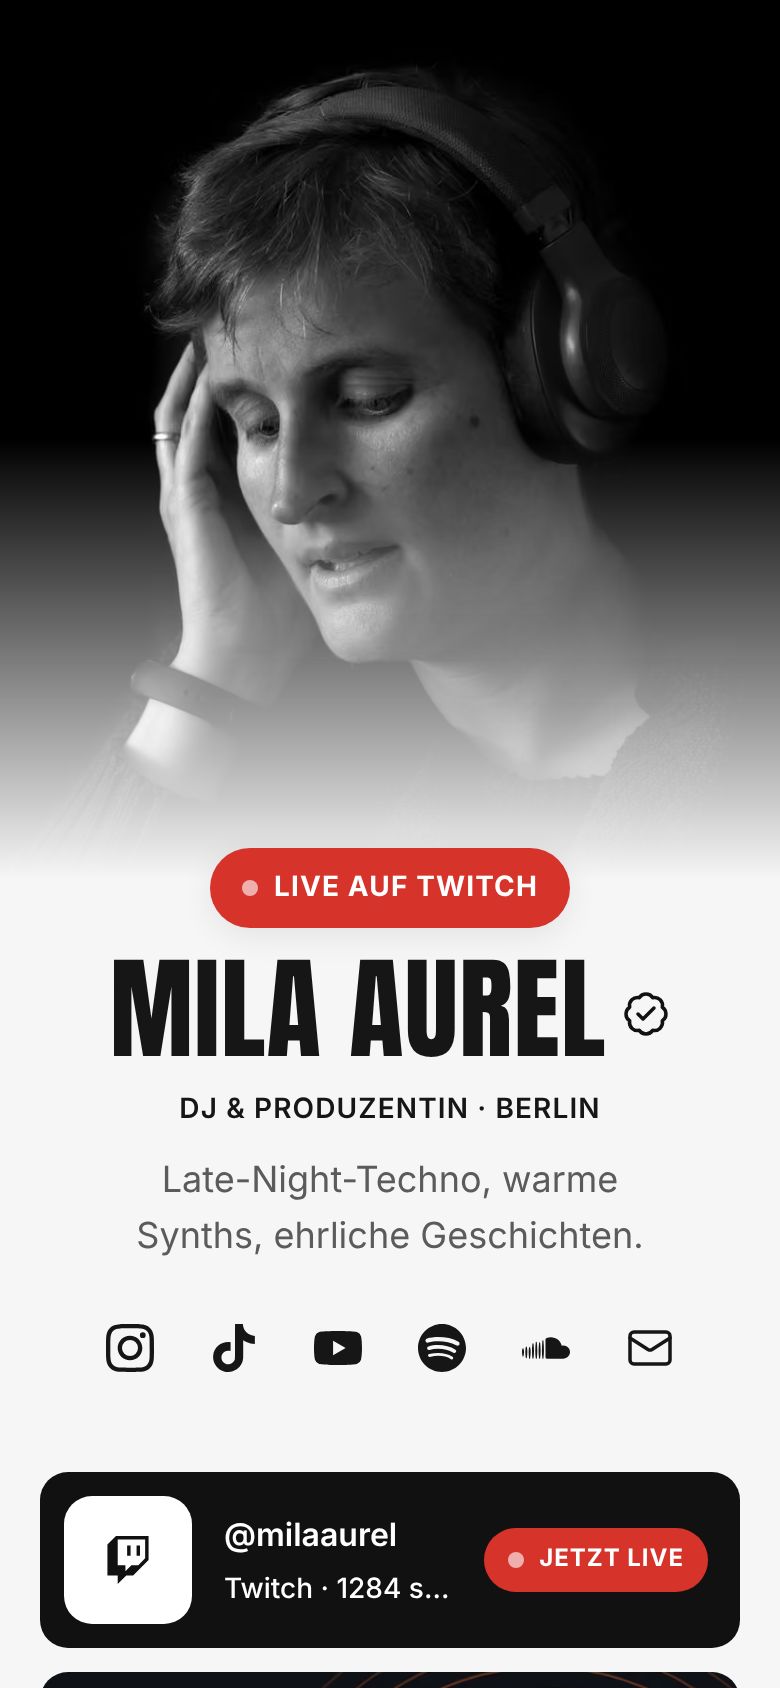 LIVE AUF TWITCH
MILA AUREL
DJ & PRODUZENTIN · BERLIN
Late-Night-Techno, warme
Synths, ehrliche Geschichten.
@milaaurel
Twitch · 1284 s…
JETZT LIVE